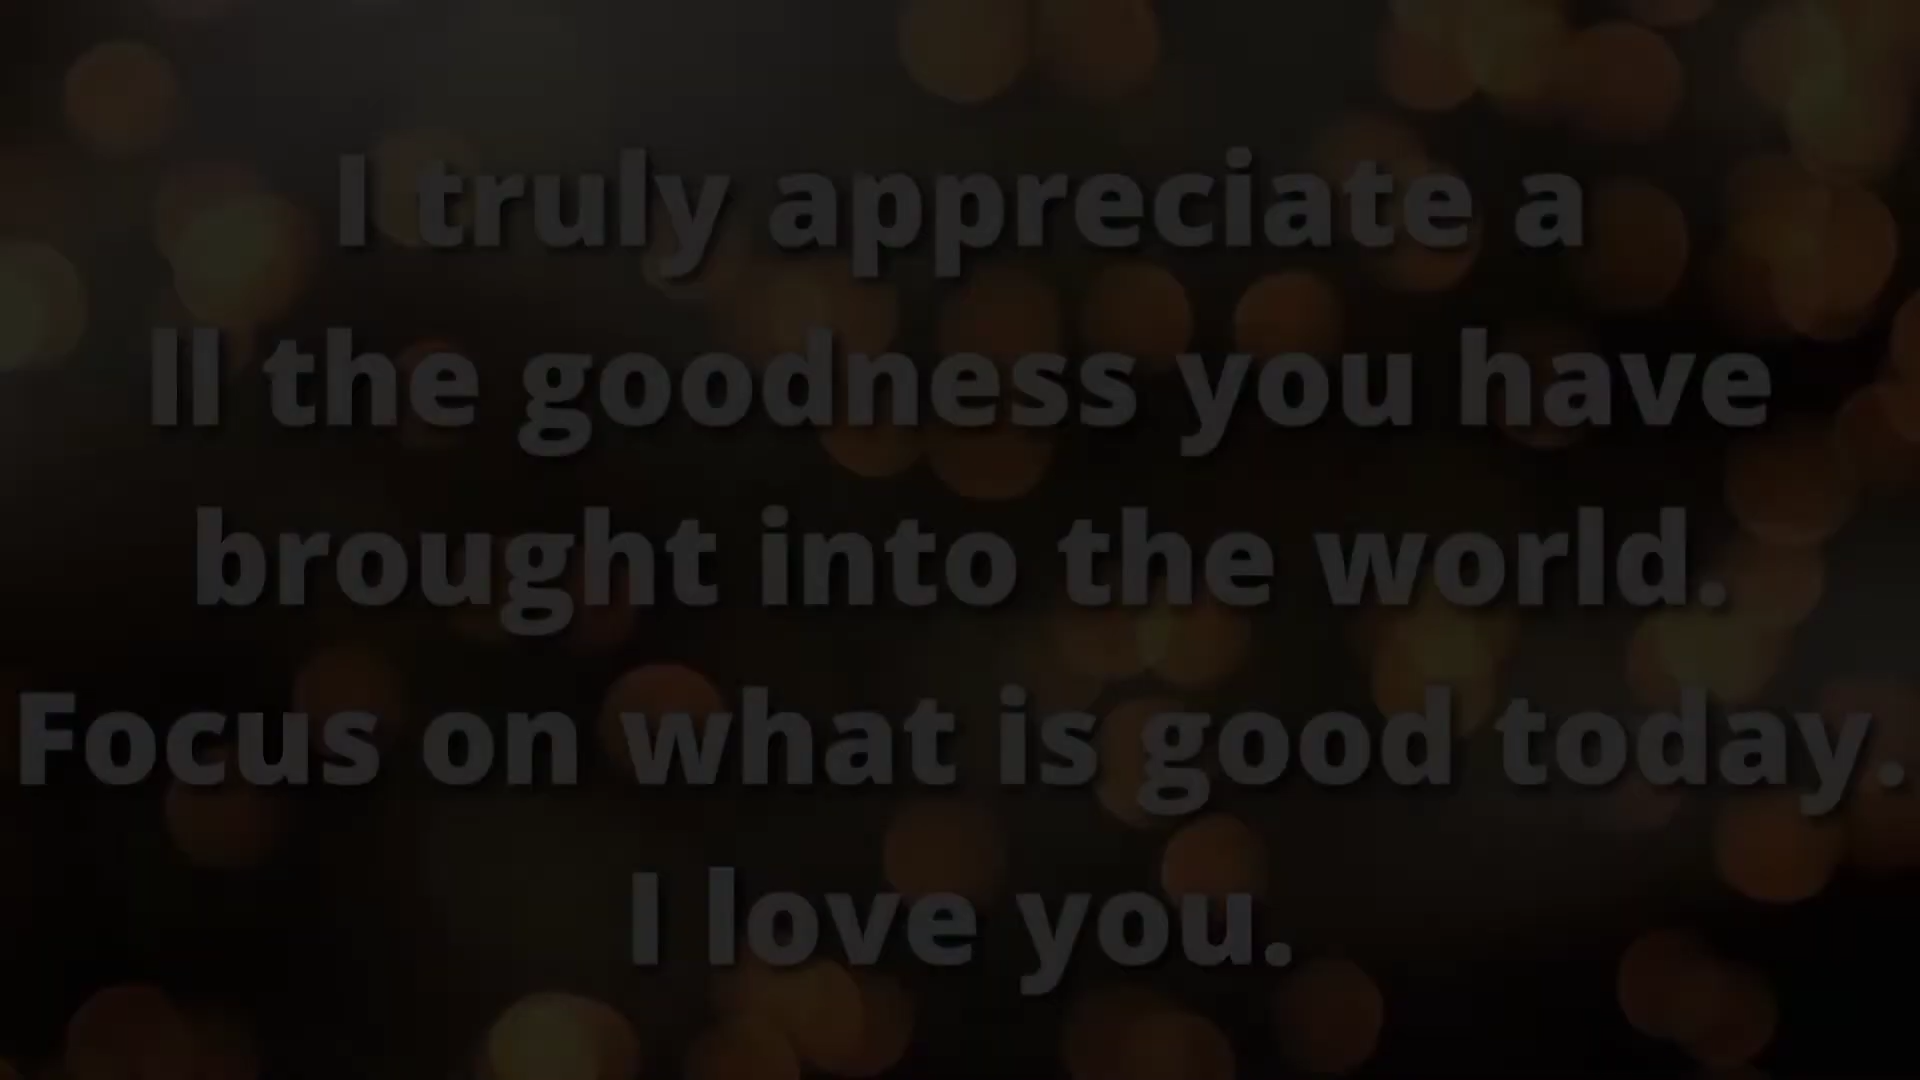 I truly appreciate a
ll the goodness you have
brought into the world.
Focus on what is good today.
I love you.